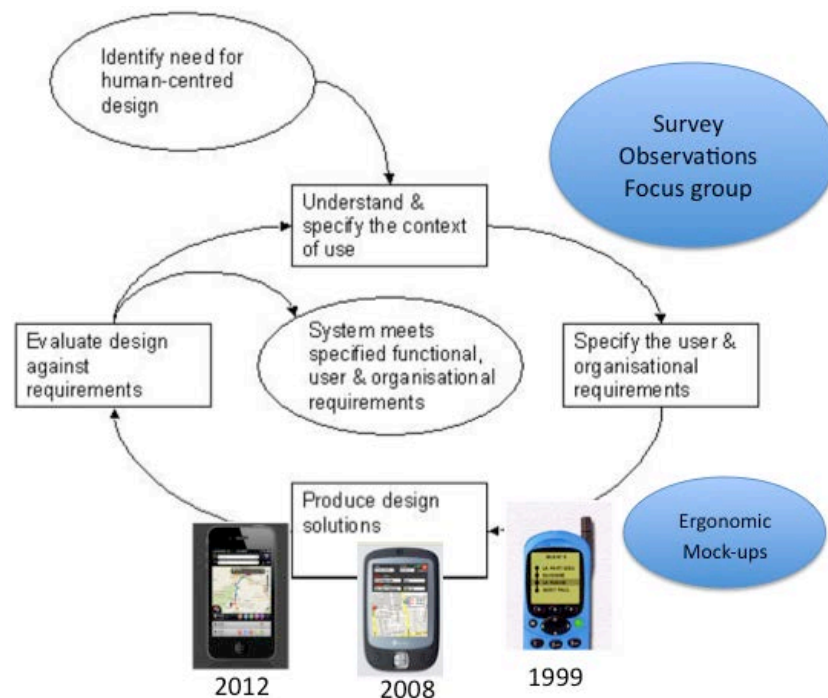 Identify need for
human-centred
design
Survey
Observations
Focus group
Understand &
specify the context
of use
Evaluate design
against
requirements
System meets
specified functional,
user & organisational
requirements
Specify the user &
organisational
requirements
Produce design
solutions
Ergonomic
Mock-ups
2012
2008
1999